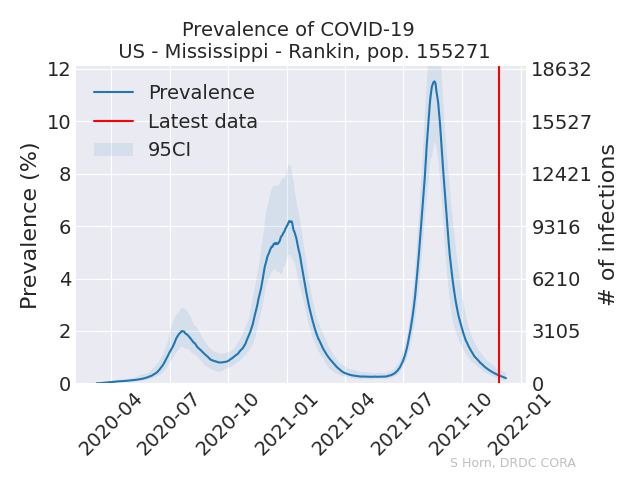 Prevalence of COVID-19
US - Mississippi - Rankin, pop. 155271
Prevalence (%)
12
10
8
6
4
2
0
Prevalence
Latest data
95CI
18632
15527
12421
9316
6210
3105
0
# of infections
2020-04
2020-07
2020-10
2021-01
2021-04
2021-07
2021-10
2022-01
S Horn, DRDC CORA